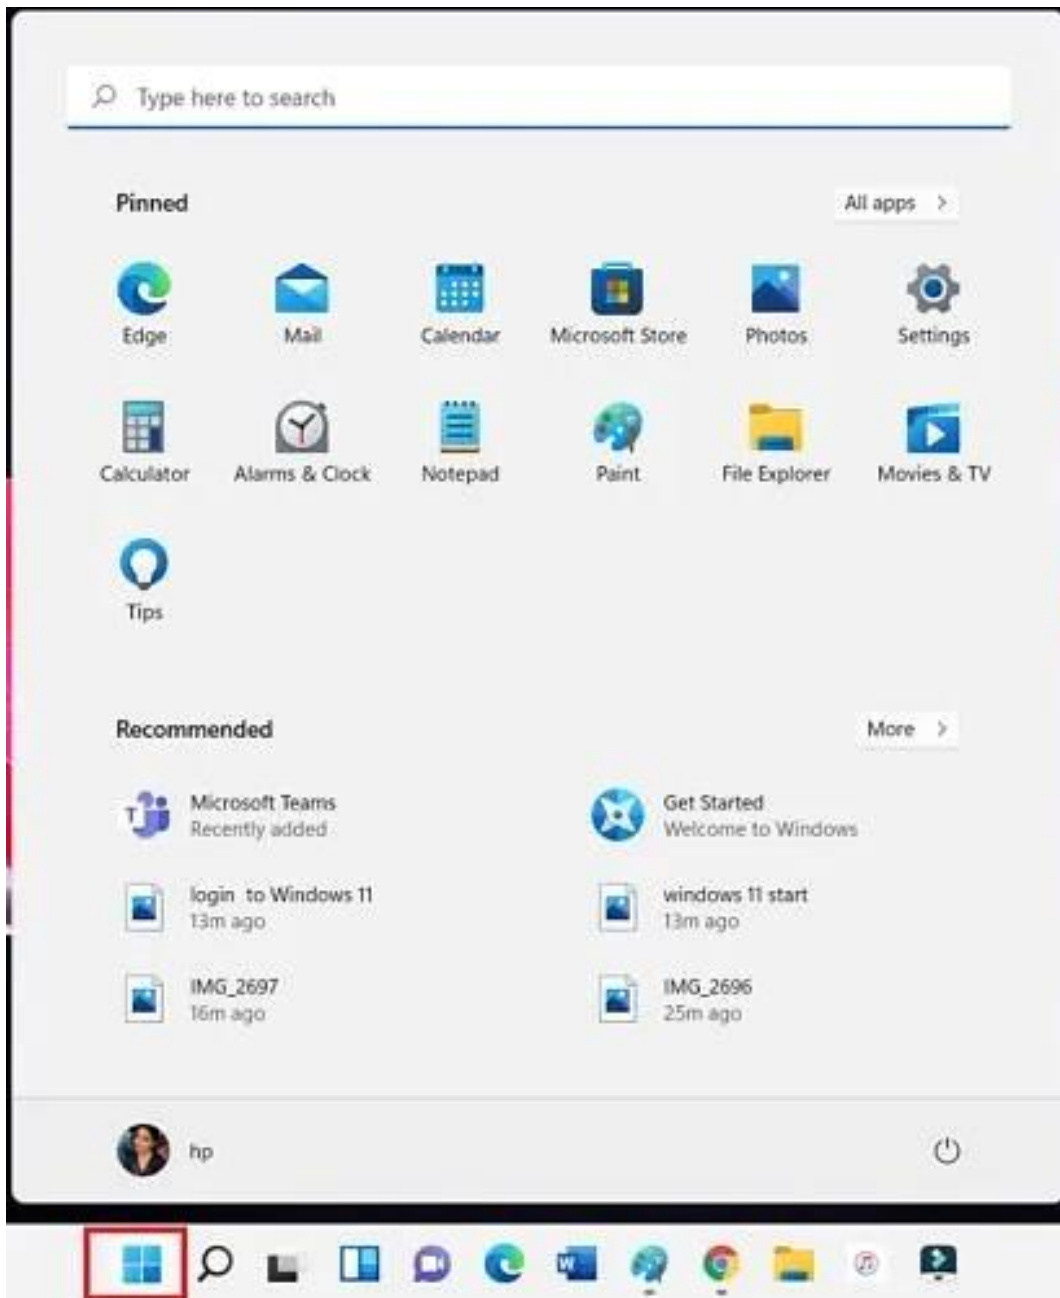 Type here to search
Pinned
All apps >
Edge
Mail
Calendar
Microsoft Store
Photos
Settings
Calculator
Alarms & Clock
Notepad
Paint
File Explorer
Movies & TV
Tips
Recommended
More >
Microsoft Teams
Recently added
Get Started
Welcome to Windows
login to Windows 11
13m ago
windows 11 start
13m ago
IMG_2697
16m ago
IMG_2696
25m ago
hp